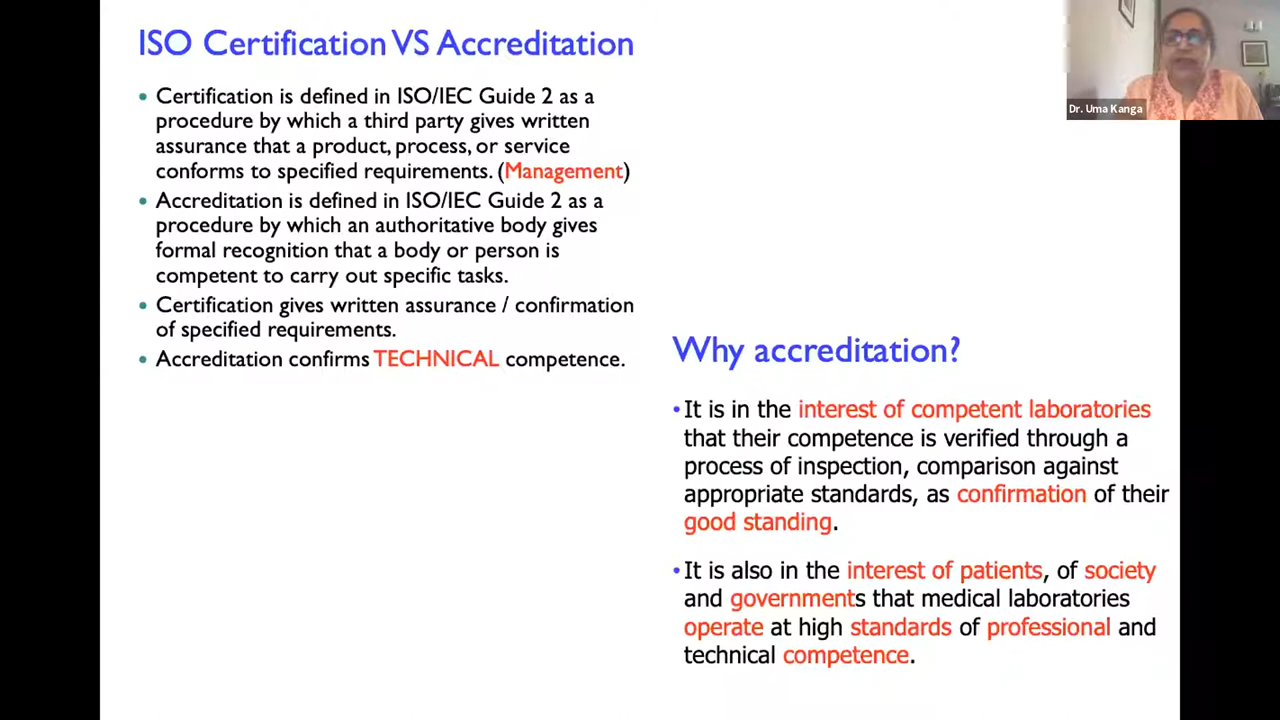 ISO Certification VS Accreditation
• Certification is defined in ISO/IEC Guide 2 as a
procedure by which a third party gives written
assurance that a product, process, or service
conforms to specified requirements. (Management)
• Accreditation is defined in ISO/IEC Guide 2 as a
procedure by which an authoritative body gives
formal recognition that a body or person is
competent to carry out specific tasks.
• Certification gives written assurance / confirmation
of specified requirements.
• Accreditation confirms TECHNICAL competence.
Why accreditation?
• It is in the interest of competent laboratories
that their competence is verified through a
process of inspection, comparison against
appropriate standards, as confirmation of their
good standing.
• It is also in the interest of patients, of society
and governments that medical laboratories
operate at high standards of professional and
technical competence.
Dr. Uma Kanga